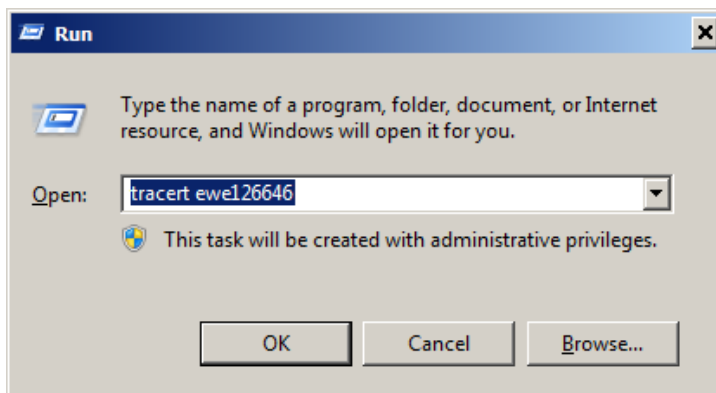 Run
Type the name of a program, folder, document, or Internet
resource, and Windows will open it for you.
Open: tracert ewe126646
This task will be created with administrative privileges.
OK Cancel Browse...